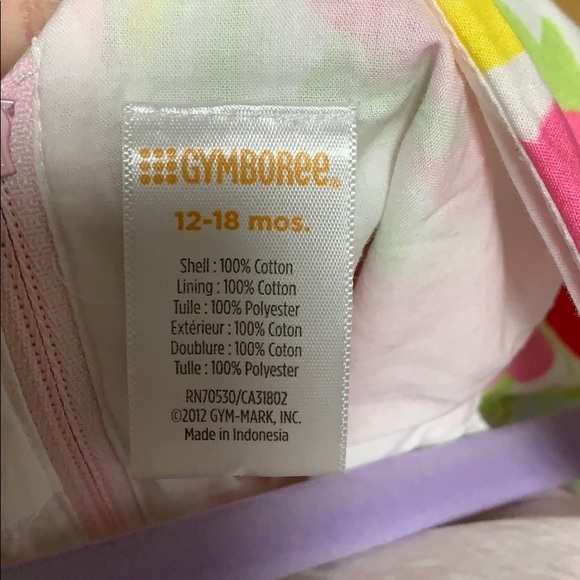 GYMBOREE®
12-18 mos.
Shell : 100% Cotton
Lining : 100% Cotton
Tulle : 100% Polyester
Extérieur : 100% Coton
Doublure : 100% Coton
Tulle : 100% Polyester
RN70530/CA31802
©2012 GYM-MARK, INC.
Made in Indonesia